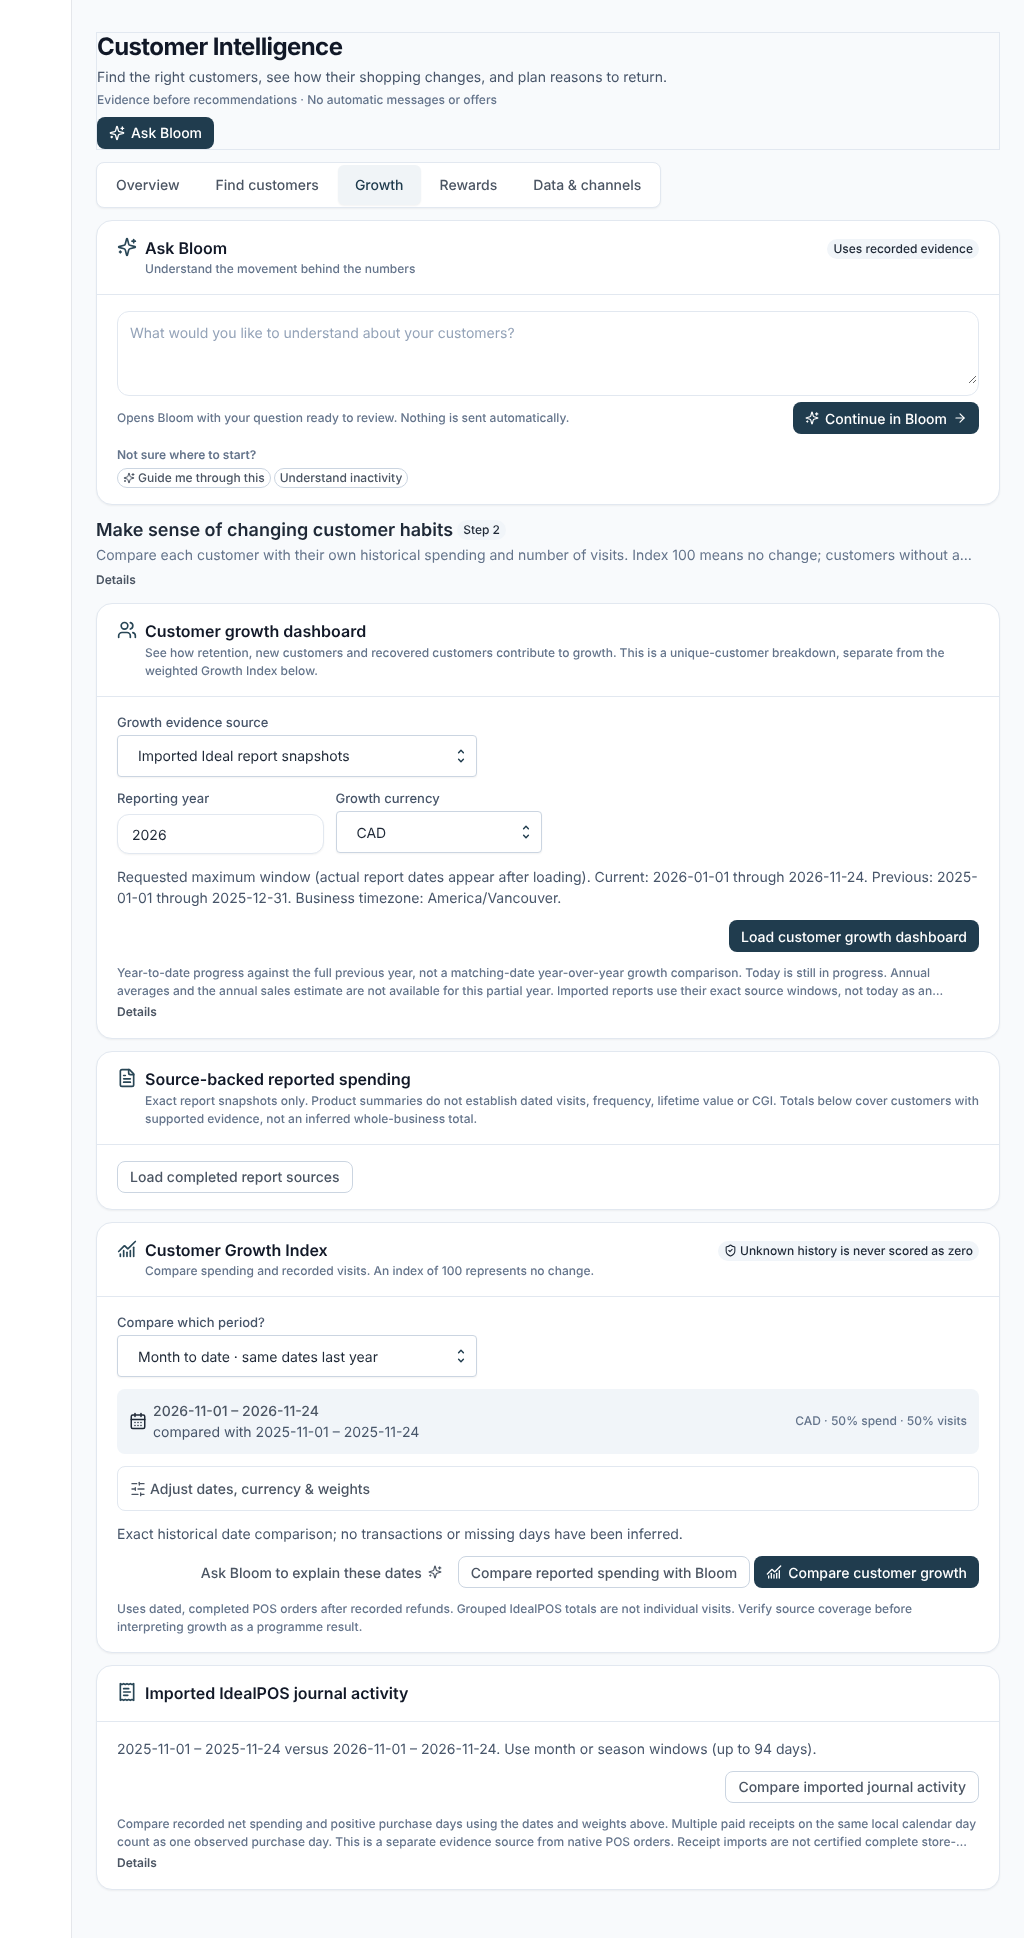 Customer Intelligence
Find the right customers, see how their shopping changes, and plan reasons to return.
Evidence before recommendations · No automatic messages or offers
Ask Bloom
Overview
Find customers
Growth
Rewards
Data & channels
Ask Bloom
Uses recorded evidence
Understand the movement behind the numbers
What would you like to understand about your customers?
Opens Bloom with your question ready to review. Nothing is sent automatically.
Continue in Bloom
Not sure where to start?
Guide me through this
Understand inactivity
Make sense of changing customer habits
Step 2
Compare each customer with their own historical spending and number of visits. Index 100 means no change; customers without a...
Details
Customer growth dashboard
See how retention, new customers and recovered customers contribute to growth. This is a unique-customer breakdown, separate from the
weighted Growth Index below.
Growth evidence source
Imported Ideal report snapshots
Reporting year
Growth currency
2026
CAD
Requested maximum window (actual report dates appear after loading). Current: 2026-01-01 through 2026-11-24. Previous: 2025-
01-01 through 2025-12-31. Business timezone: America/Vancouver.
Load customer growth dashboard
Year-to-date progress against the full previous year, not a matching-date year-over-year growth comparison. Today is still in progress. Annual
averages and the annual sales estimate are not available for this partial year. Imported reports use their exact source windows, not today as an...
Details
Source-backed reported spending
Exact report snapshots only. Product summaries do not establish dated visits, frequency, lifetime value or CGI. Totals below cover customers with
supported evidence, not an inferred whole-business total.
Load completed report sources
Customer Growth Index
Unknown history is never scored as zero
Compare spending and recorded visits. An index of 100 represents no change.
Compare which period?
Month to date · same dates last year
2026-11-01 – 2026-11-24
compared with 2025-11-01 – 2025-11-24
CAD · 50% spend · 50% visits
Adjust dates, currency & weights
Exact historical date comparison; no transactions or missing days have been inferred.
Ask Bloom to explain these dates
Compare reported spending with Bloom
Compare customer growth
Uses dated, completed POS orders after recorded refunds. Grouped IdealPOS totals are not individual visits. Verify source coverage before
interpreting growth as a programme result.
Imported IdealPOS journal activity
2025-11-01 – 2025-11-24 versus 2026-11-01 – 2026-11-24. Use month or season windows (up to 94 days).
Compare imported journal activity
Compare recorded net spending and positive purchase days using the dates and weights above. Multiple paid receipts on the same local calendar day
count as one observed purchase day. This is a separate evidence source from native POS orders. Receipt imports are not certified complete store-...
Details